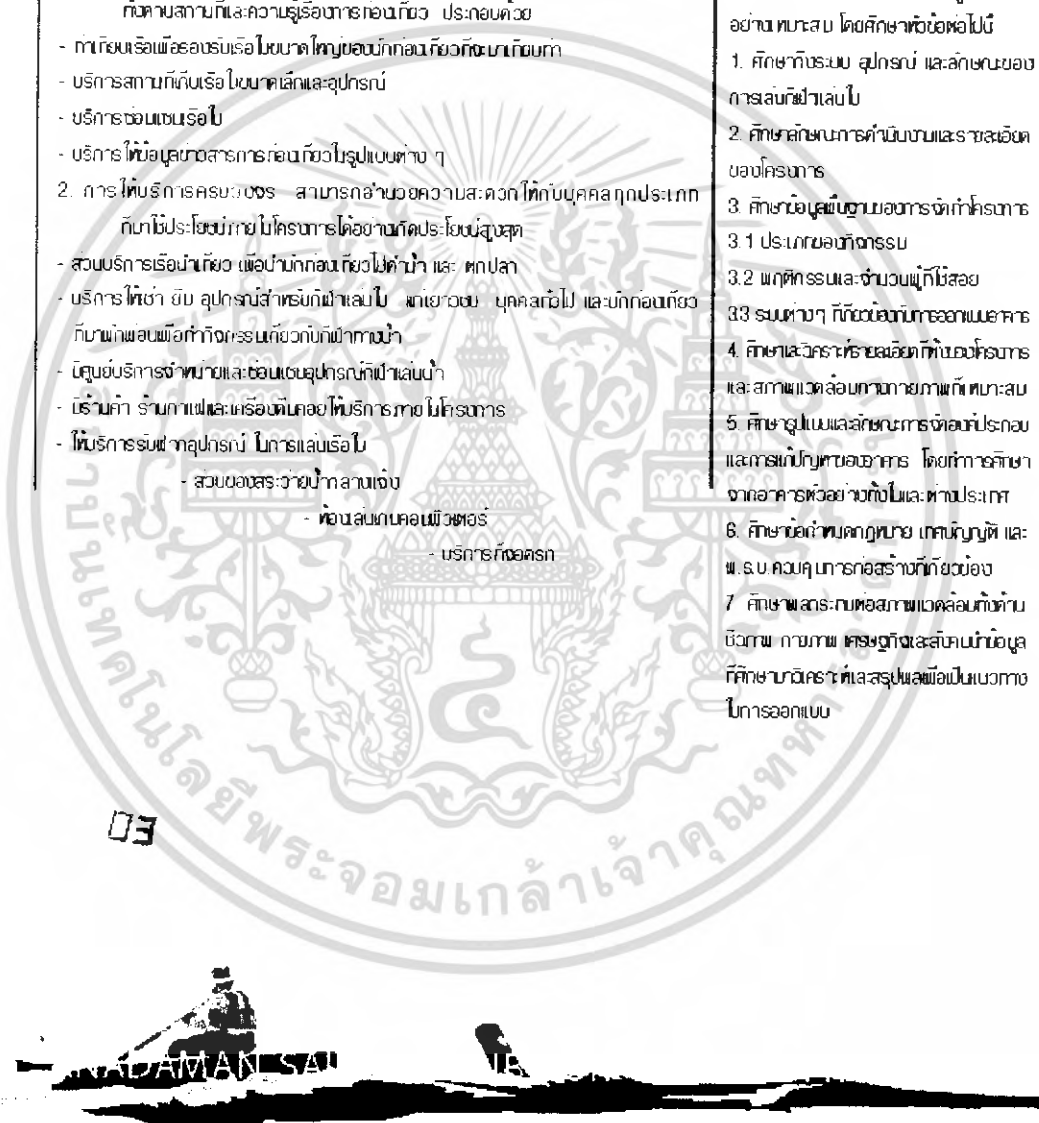 ทั้งด้านสถานที่และความรู้เรื่องการท่องเที่ยว ประกอบด้วย
- ท่าเทียบเรือเพื่อรองรับเรือใบขนาดใหญ่ของนักท่องเที่ยวที่จะมาเทียบท่า
- บริการสถานที่เก็บเรือใบขนาดเล็กและอุปกรณ์
- บริการซ่อมแซมเรือใบ
- บริการให้ข้อมูลข่าวสารการท่องเที่ยวในรูปแบบต่าง ๆ
2. การให้บริการครบวงจร สามารถอำนวยความสะดวกให้กับบุคคลทุกประเภท
ที่มาใช้ประโยชน์ภายในโครงการได้อย่างเกิดประโยชน์สูงสุด
- ส่วนบริการเรือนำเที่ยว เพื่อนำนักท่องเที่ยวไปดำน้ำ และ ตกปลา
- บริการให้เช่า ยืม อุปกรณ์สำหรับกีฬาเล่นใบ แก่เยาวชน บุคคลทั่วไป และนักท่องเที่ยว
ที่มาพักผ่อนเพื่อทำกิจกรรมเกี่ยวกับกีฬาทางน้ำ
- มีศูนย์บริการจำหน่ายและซ่อมแซมอุปกรณ์กีฬาเล่นน้ำ
- มีร้านค้า ร้านกาแฟและเครื่องดื่มคอยให้บริการภายในโครงการ
- ให้บริการรับฝากอุปกรณ์ ในการแล่นเรือใบ
- ส่วนของสระว่ายน้ำกลางแจ้ง
- ห้องเล่นเกมคอมพิวเตอร์
- บริการที่จอดรถ
อย่างเหมาะสม โดยศึกษาหัวข้อต่อไปนี้
1. ศึกษาถึงระบบ อุปกรณ์ และลักษณะของ
การเล่นกีฬาเล่นใบ
2. ศึกษาลักษณะการดำเนินงานและรายละเอียด
ของโครงการ
3. ศึกษาข้อมูลพื้นฐานของการจัดทำโครงการ
3.1 ประเภทของกิจกรรม
3.2 พฤติกรรมและจำนวนผู้ที่ใช้สอย
3.3 ระบบต่างๆ ที่เกี่ยวข้องกับการออกแบบอาคาร
4. ศึกษาและวิเคราะห์รายละเอียดที่ตั้งของโครงการ
และสภาพแวดล้อมทางกายภาพที่เหมาะสม
5. ศึกษารูปแบบและลักษณะการจัดองค์ประกอบ
และการแก้ปัญหาของอาคาร โดยทำการศึกษา
จากอาคารตัวอย่างทั้งในและต่างประเทศ
6. ศึกษาข้อกำหนดกฎหมาย เทศบัญญัติ และ
พ.ร.บ.ควบคุมการก่อสร้างที่เกี่ยวข้อง
7 ศึกษาผลกระทบต่อสภาพแวดล้อมทั้งด้าน
ชีวภาพ กายภาพ เศรษฐกิจและสังคมนำข้อมูล
ที่ศึกษามาวิเคราะห์และสรุปผลเพื่อเป็นแนวทาง
ในการออกแบบ
03
พระจอมเกล้าเจ้าคุณทหาร